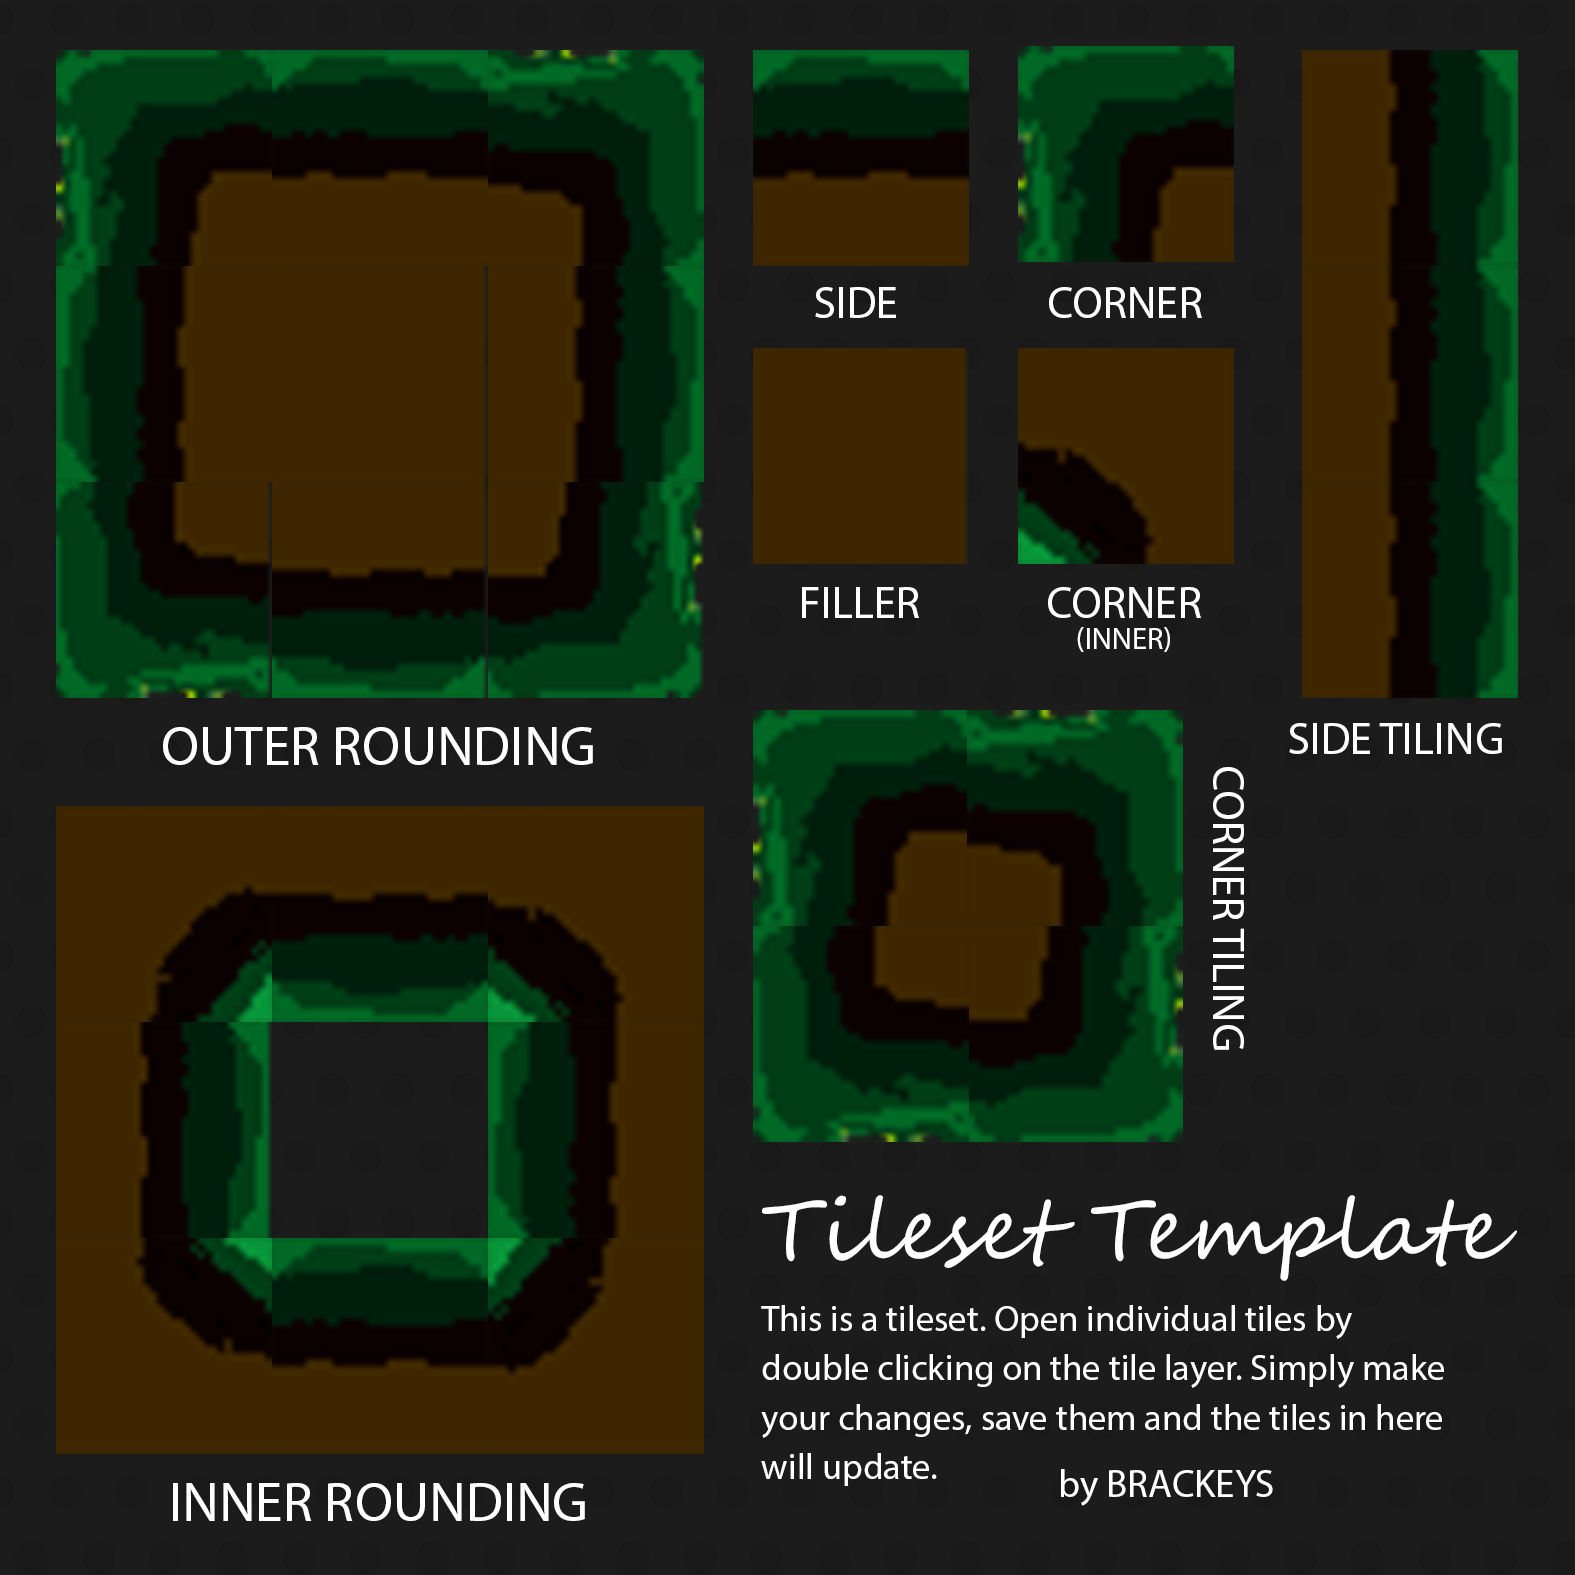 SIDE
CORNER
FILLER
CORNER
(INNER)
OUTER ROUNDING
SIDE TILING
CORNER TILING
INNER ROUNDING
Tileset Template
This is a tileset. Open individual tiles by
double clicking on the tile layer. Simply make
your changes, save them and the tiles in here
will update.
by BRACKEYS